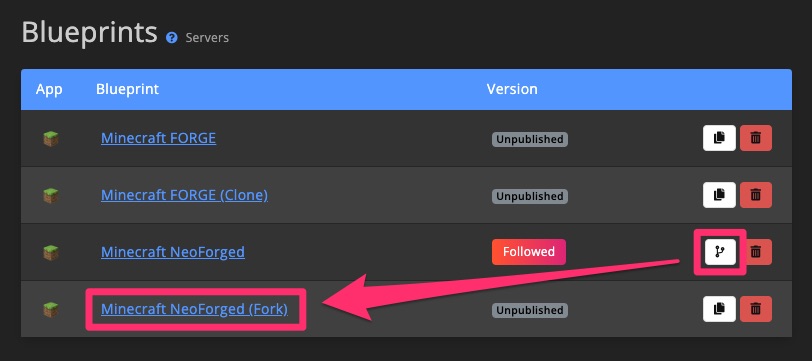 Blueprints ? Servers
App Blueprint Version
Minecraft FORGE Unpublished
Minecraft FORGE (Clone) Unpublished
Minecraft NeoForged Followed
Minecraft NeoForged (Fork) Unpublished